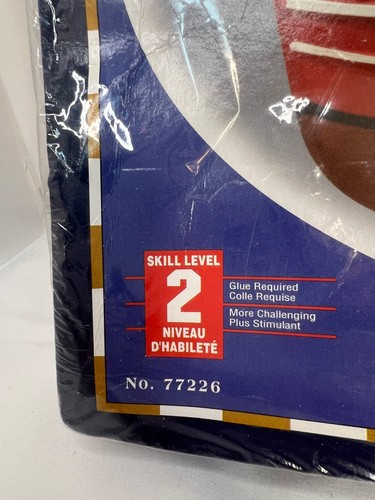 SKILL LEVEL
2
NIVEAU
D'HABILETÉ
Glue Required
Colle Requise
More Challenging
Plus Stimulant
No. 77226